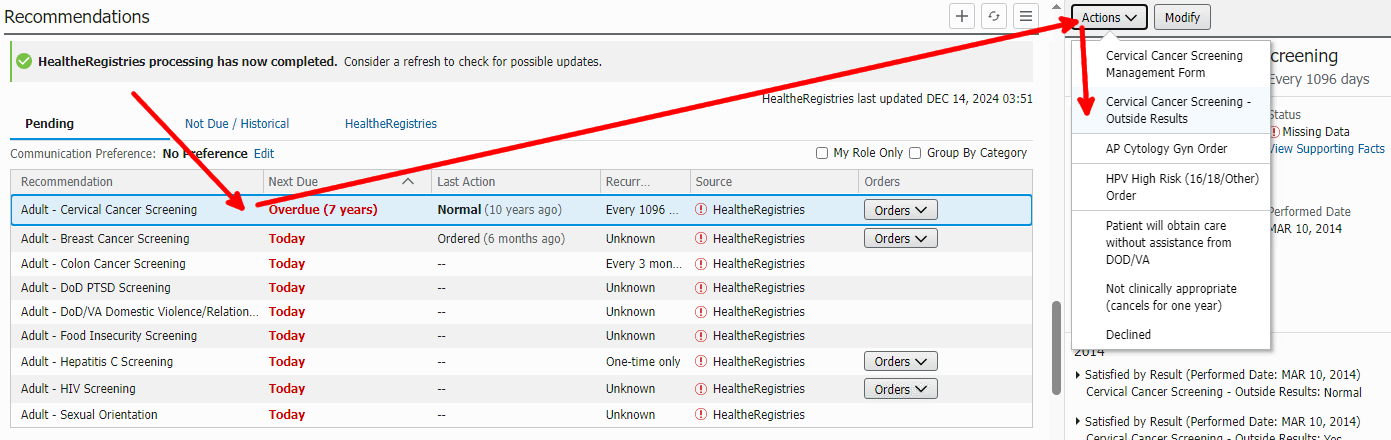 Recommendations
HealtheRegistries processing has now completed. Consider a refresh to check for possible updates.
HealtheRegistries last updated DEC 14, 2024 03:51
Pending Not Due / Historical HealtheRegistries
Communication Preference: No Preference Edit My Role Only Group By Category
Recommendation Next Due Last Action Recurr... Source Orders
Adult - Cervical Cancer Screening Overdue (7 years) Normal (10 years ago) Every 1096 ... HealtheRegistries Orders
Adult - Breast Cancer Screening Today Ordered (6 months ago) Unknown HealtheRegistries Orders
Adult - Colon Cancer Screening Today -- Every 3 mon... HealtheRegistries
Adult - DoD PTSD Screening Today -- Unknown HealtheRegistries
Adult - DoD/VA Domestic Violence/Relation... Today -- Unknown HealtheRegistries
Adult - Food Insecurity Screening Today -- Unknown HealtheRegistries
Adult - Hepatitis C Screening Today -- One-time only HealtheRegistries Orders
Adult - HIV Screening Today -- Unknown HealtheRegistries Orders
Adult - Sexual Orientation Today -- Unknown HealtheRegistries
Actions Modify
Cervical Cancer Screening
Management Form
Cervical Cancer Screening -
Outside Results
AP Cytology Gyn Order
HPV High Risk (16/18/Other)
Order
Patient will obtain care
without assistance from
DOD/VA
Not clinically appropriate
(cancels for one year)
Declined
creening
Every 1096 days
Status
Missing Data
View Supporting Facts
Performed Date
MAR 10, 2014
2014
Satisfied by Result (Performed Date: MAR 10, 2014)
Cervical Cancer Screening - Outside Results: Normal
Satisfied by Result (Performed Date: MAR 10, 2014)
Cervical Cancer Screening - Outside Results: Yes